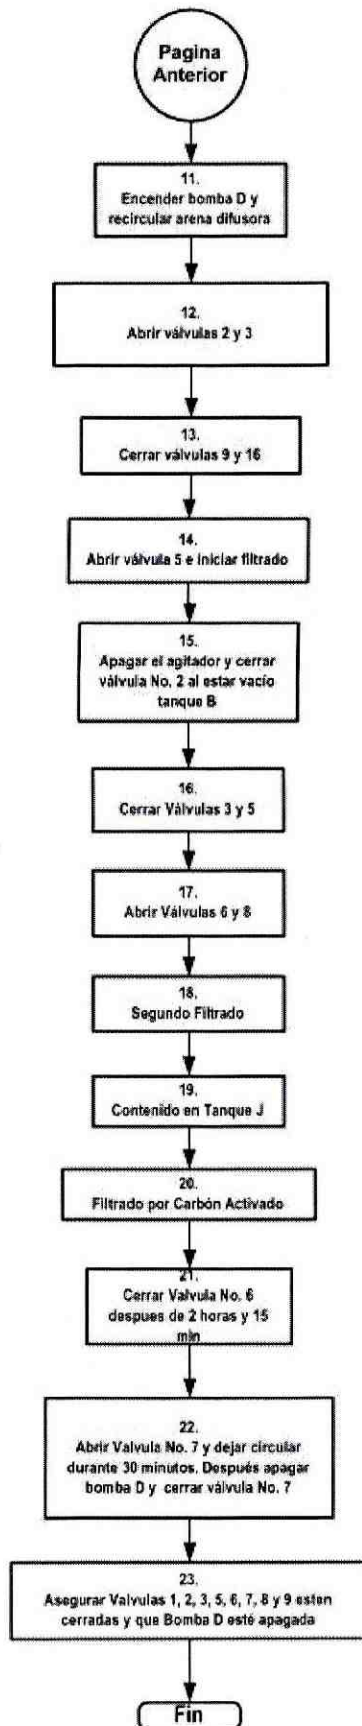 Pagina
Anterior
11.
Encender bomba D y
recircular arena difusora
12.
Abrir válvulas 2 y 3
13.
Cerrar válvulas 9 y 16
14.
Abrir válvula 5 e iniciar filtrado
15.
Apagar el agitador y cerrar
válvula No. 2 al estar vacío
tanque B
16.
Cerrar Válvulas 3 y 5
17.
Abrir Válvulas 6 y 8
18.
Segundo Filtrado
19.
Contenido en Tanque J
20.
Filtrado por Carbón Activado
21.
Cerrar Valvula No. 6
despues de 2 horas y 15
min
22.
Abrir Valvula No. 7 y dejar circular
durante 30 minutos. Después apagar
bomba D y cerrar válvula No. 7
23.
Asegurar Valvulas 1, 2, 3, 5, 6, 7, 8 y 9 esten
cerradas y que Bomba D esté apagada
Fin